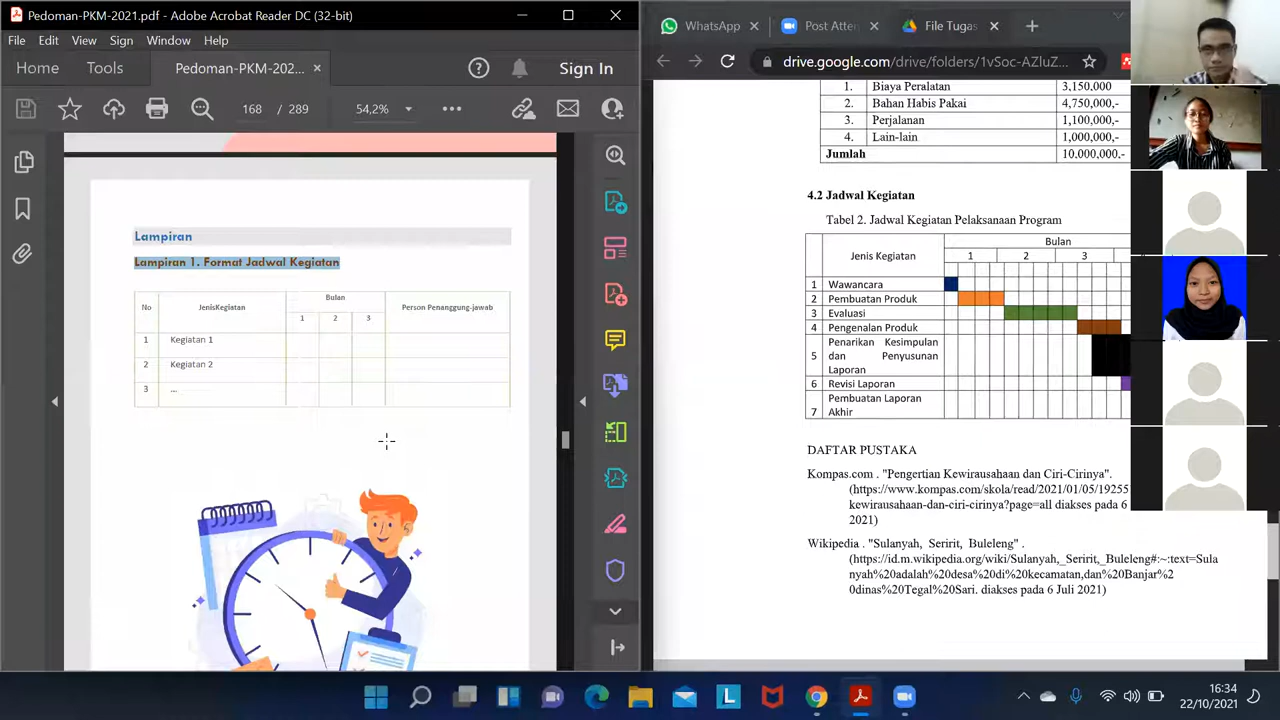 Pedoman-PKM-2021.pdf - Adobe Acrobat Reader DC (32-bit)
File Edit View Sign Window Help
Home Tools Pedoman-PKM-202... Sign In
168 / 289 54,2%
Lampiran
Lampiran 1. Format Jadwal Kegiatan
No JenisKegiatan Bulan Person Penanggung-jawab
1 2 3
1 Kegiatan 1
2 Kegiatan 2
3 ...
WhatsApp Post Atten File Tugas
drive.google.com/drive/folders/1vSoc-AZluZ...
1. Biaya Peralatan 3,150,000
2. Bahan Habis Pakai 4,750,000,-
3. Perjalanan 1,100,000,-
4. Lain-lain 1,000,000,-
Jumlah 10,000,000,-
4.2 Jadwal Kegiatan
Tabel 2. Jadwal Kegiatan Pelaksanaan Program
Jenis Kegiatan Bulan
1 2 3
1 Wawancara
2 Pembuatan Produk
3 Evaluasi
4 Pengenalan Produk
5 Penarikan Kesimpulan
dan Penyusunan
Laporan
6 Revisi Laporan
7 Pembuatan Laporan
Akhir
DAFTAR PUSTAKA
Kompas.com . "Pengertian Kewirausahaan dan Ciri-Cirinya".
(https://www.kompas.com/skola/read/2021/01/05/19255
kewirausahaan-dan-ciri-cirinya?page=all diakses pada 6
2021)
Wikipedia . "Sulanyah, Seririt, Buleleng" .
(https://id.m.wikipedia.org/wiki/Sulanyah,_Seririt,_Buleleng#:~:text=Sula
nyah%20adalah%20desa%20di%20kecamatan,dan%20Banjar%2
0dinas%20Tegal%20Sari. diakses pada 6 Juli 2021)
16:34
22/10/2021